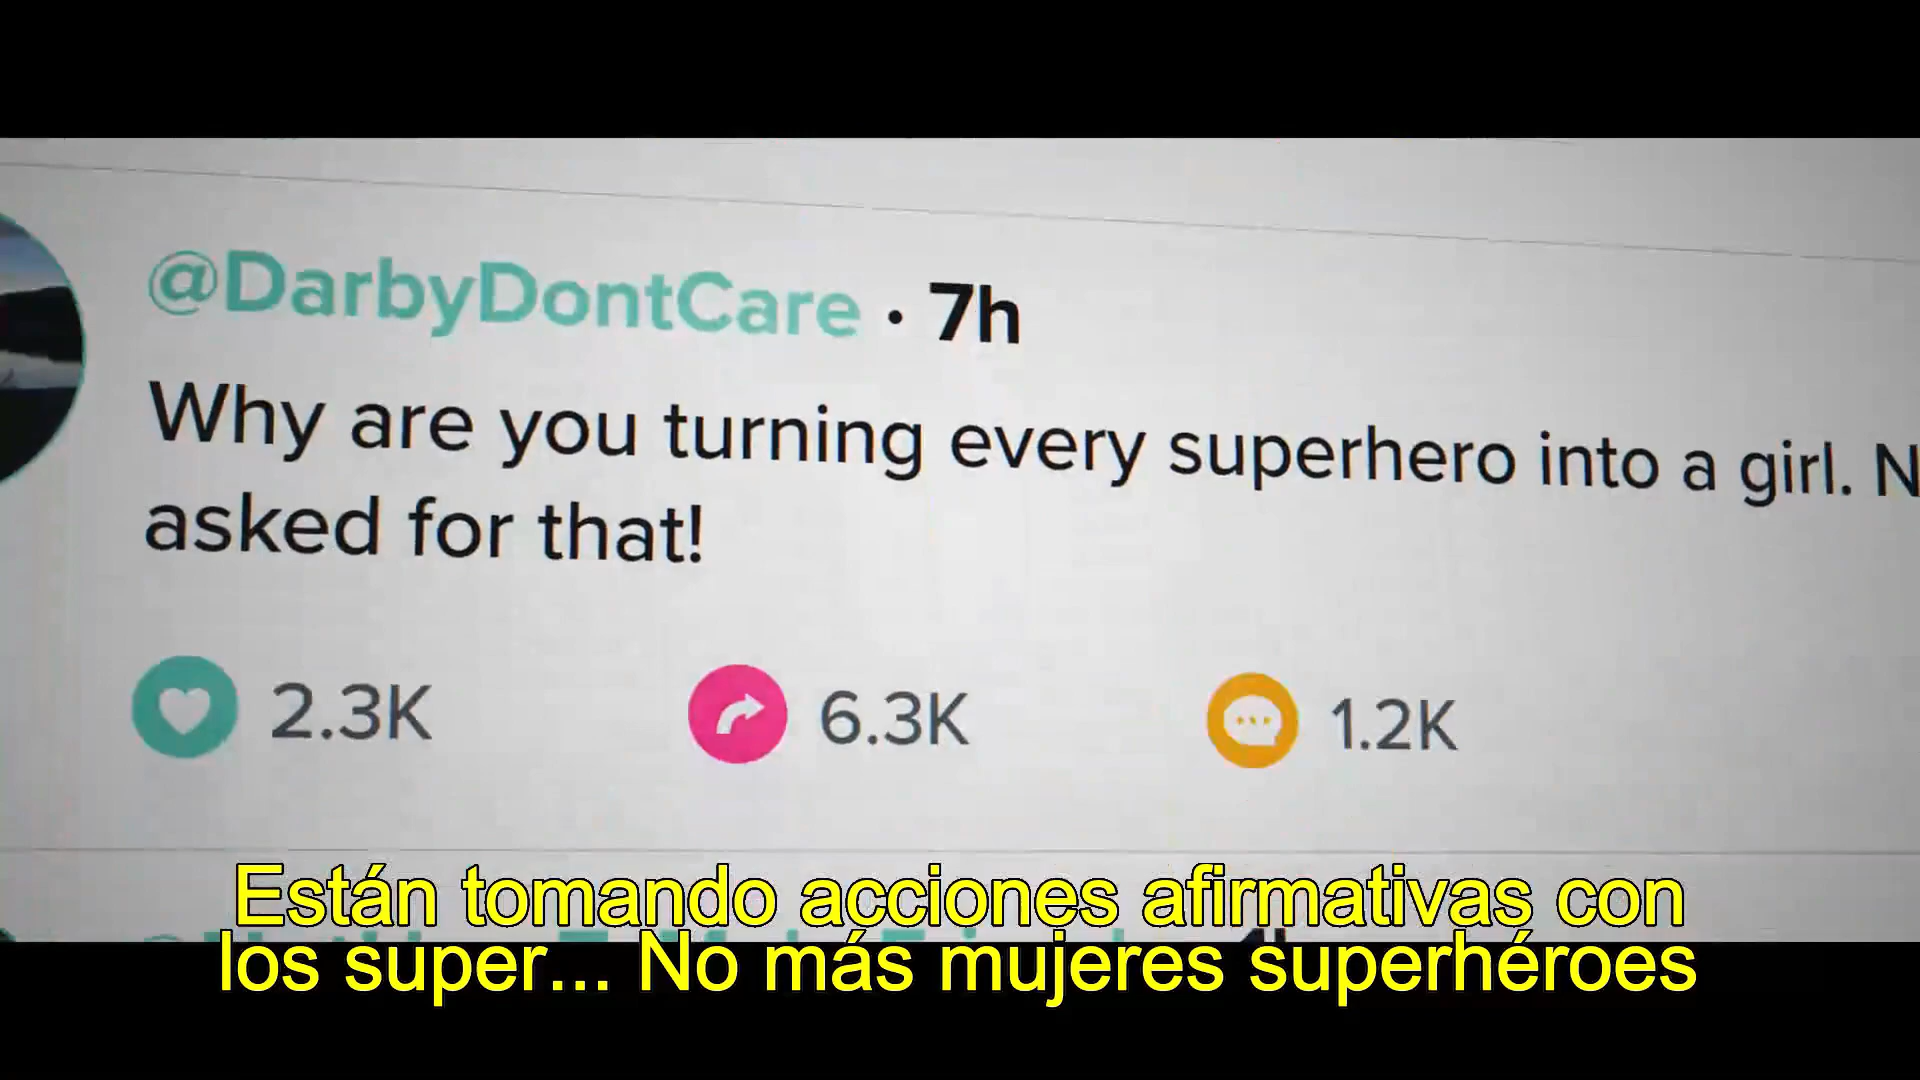 @DarbyDontCare · 7h
Why are you turning every superhero into a girl. N
asked for that!
2.3K 6.3K 1.2K
Están tomando acciones afirmativas con
los super... No más mujeres superhéroes